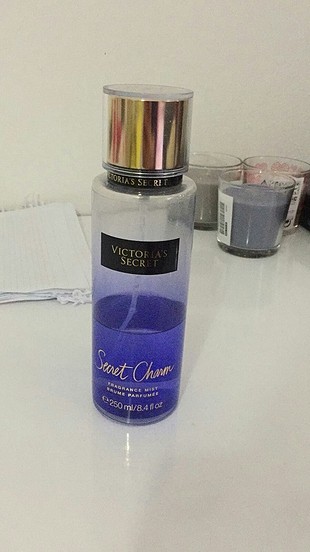 VICTORIA'S SECRET
VICTORIA'S
SECRET
Secret Charm
FRAGRANCE MIST
BRUME PARFUMÉE
℮ 250 ml/8.4 fl oz